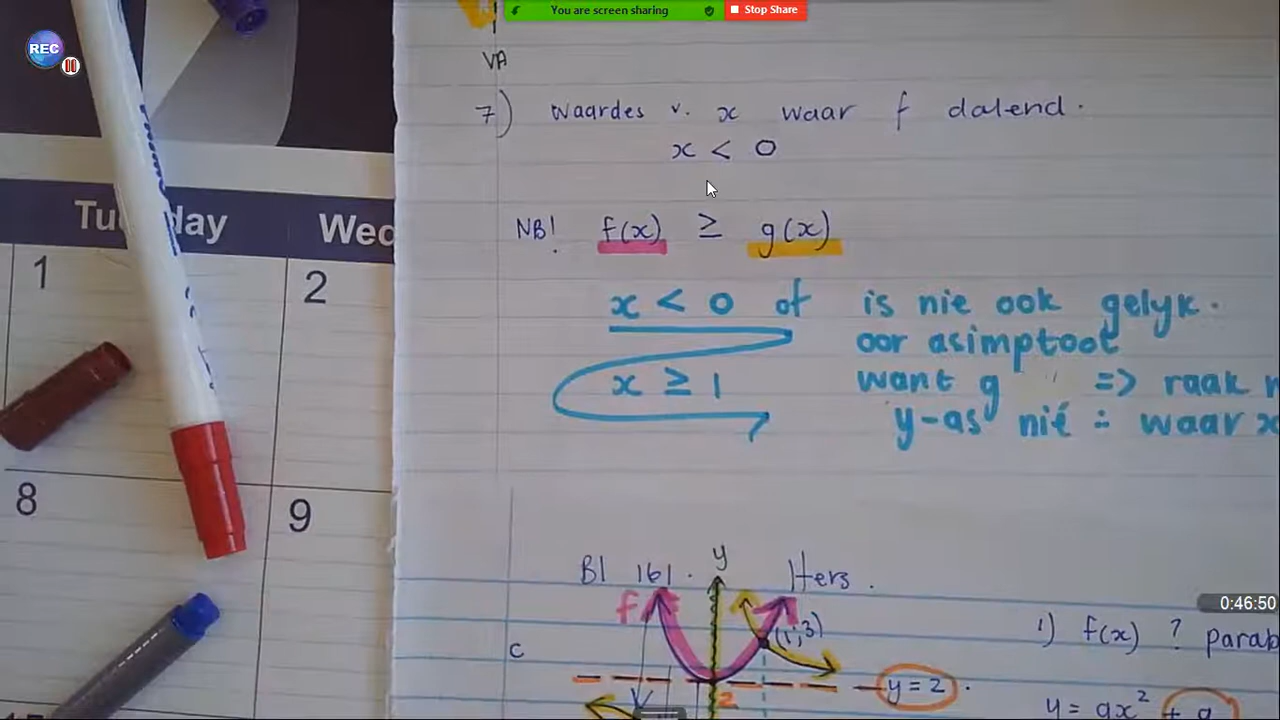 You are screen sharing
Stop Share
REC
VA
7) Waardes v. x waar f dalend.
x < 0
NB! f(x) ≥ g(x)
x < 0 of is nie ook gelyk.
oor asimptoot
x ≥ 1 want g => raak
y-as nié ∴ waar x
Tu day Wed
1 2
8 9
Bl 161. y Hers.
f
(1;3)
c
0:46:50
1) f(x) ? parab
y = 2
2
y = ax² + q